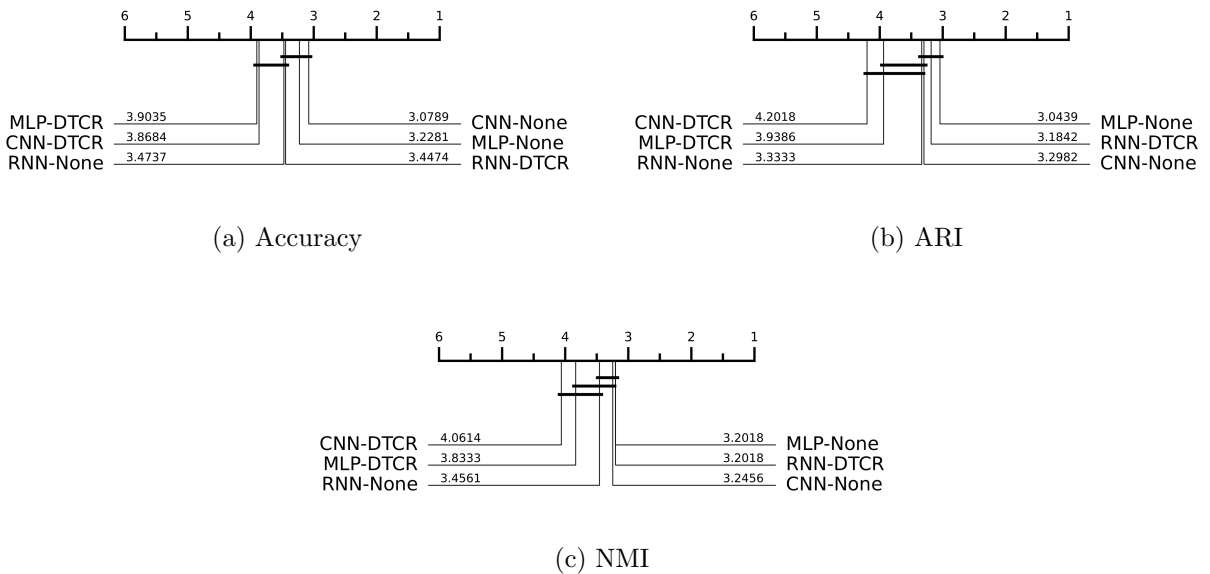 6 5 4 3 2 1
MLP-DTCR 3.9035 3.0789 CNN-None
CNN-DTCR 3.8684 3.2281 MLP-None
RNN-None 3.4737 3.4474 RNN-DTCR
(a) Accuracy
6 5 4 3 2 1
CNN-DTCR 4.2018 3.0439 MLP-None
MLP-DTCR 3.9386 3.1842 RNN-DTCR
RNN-None 3.3333 3.2982 CNN-None
(b) ARI
6 5 4 3 2 1
CNN-DTCR 4.0614 3.2018 MLP-None
MLP-DTCR 3.8333 3.2018 RNN-DTCR
RNN-None 3.4561 3.2456 CNN-None
(c) NMI